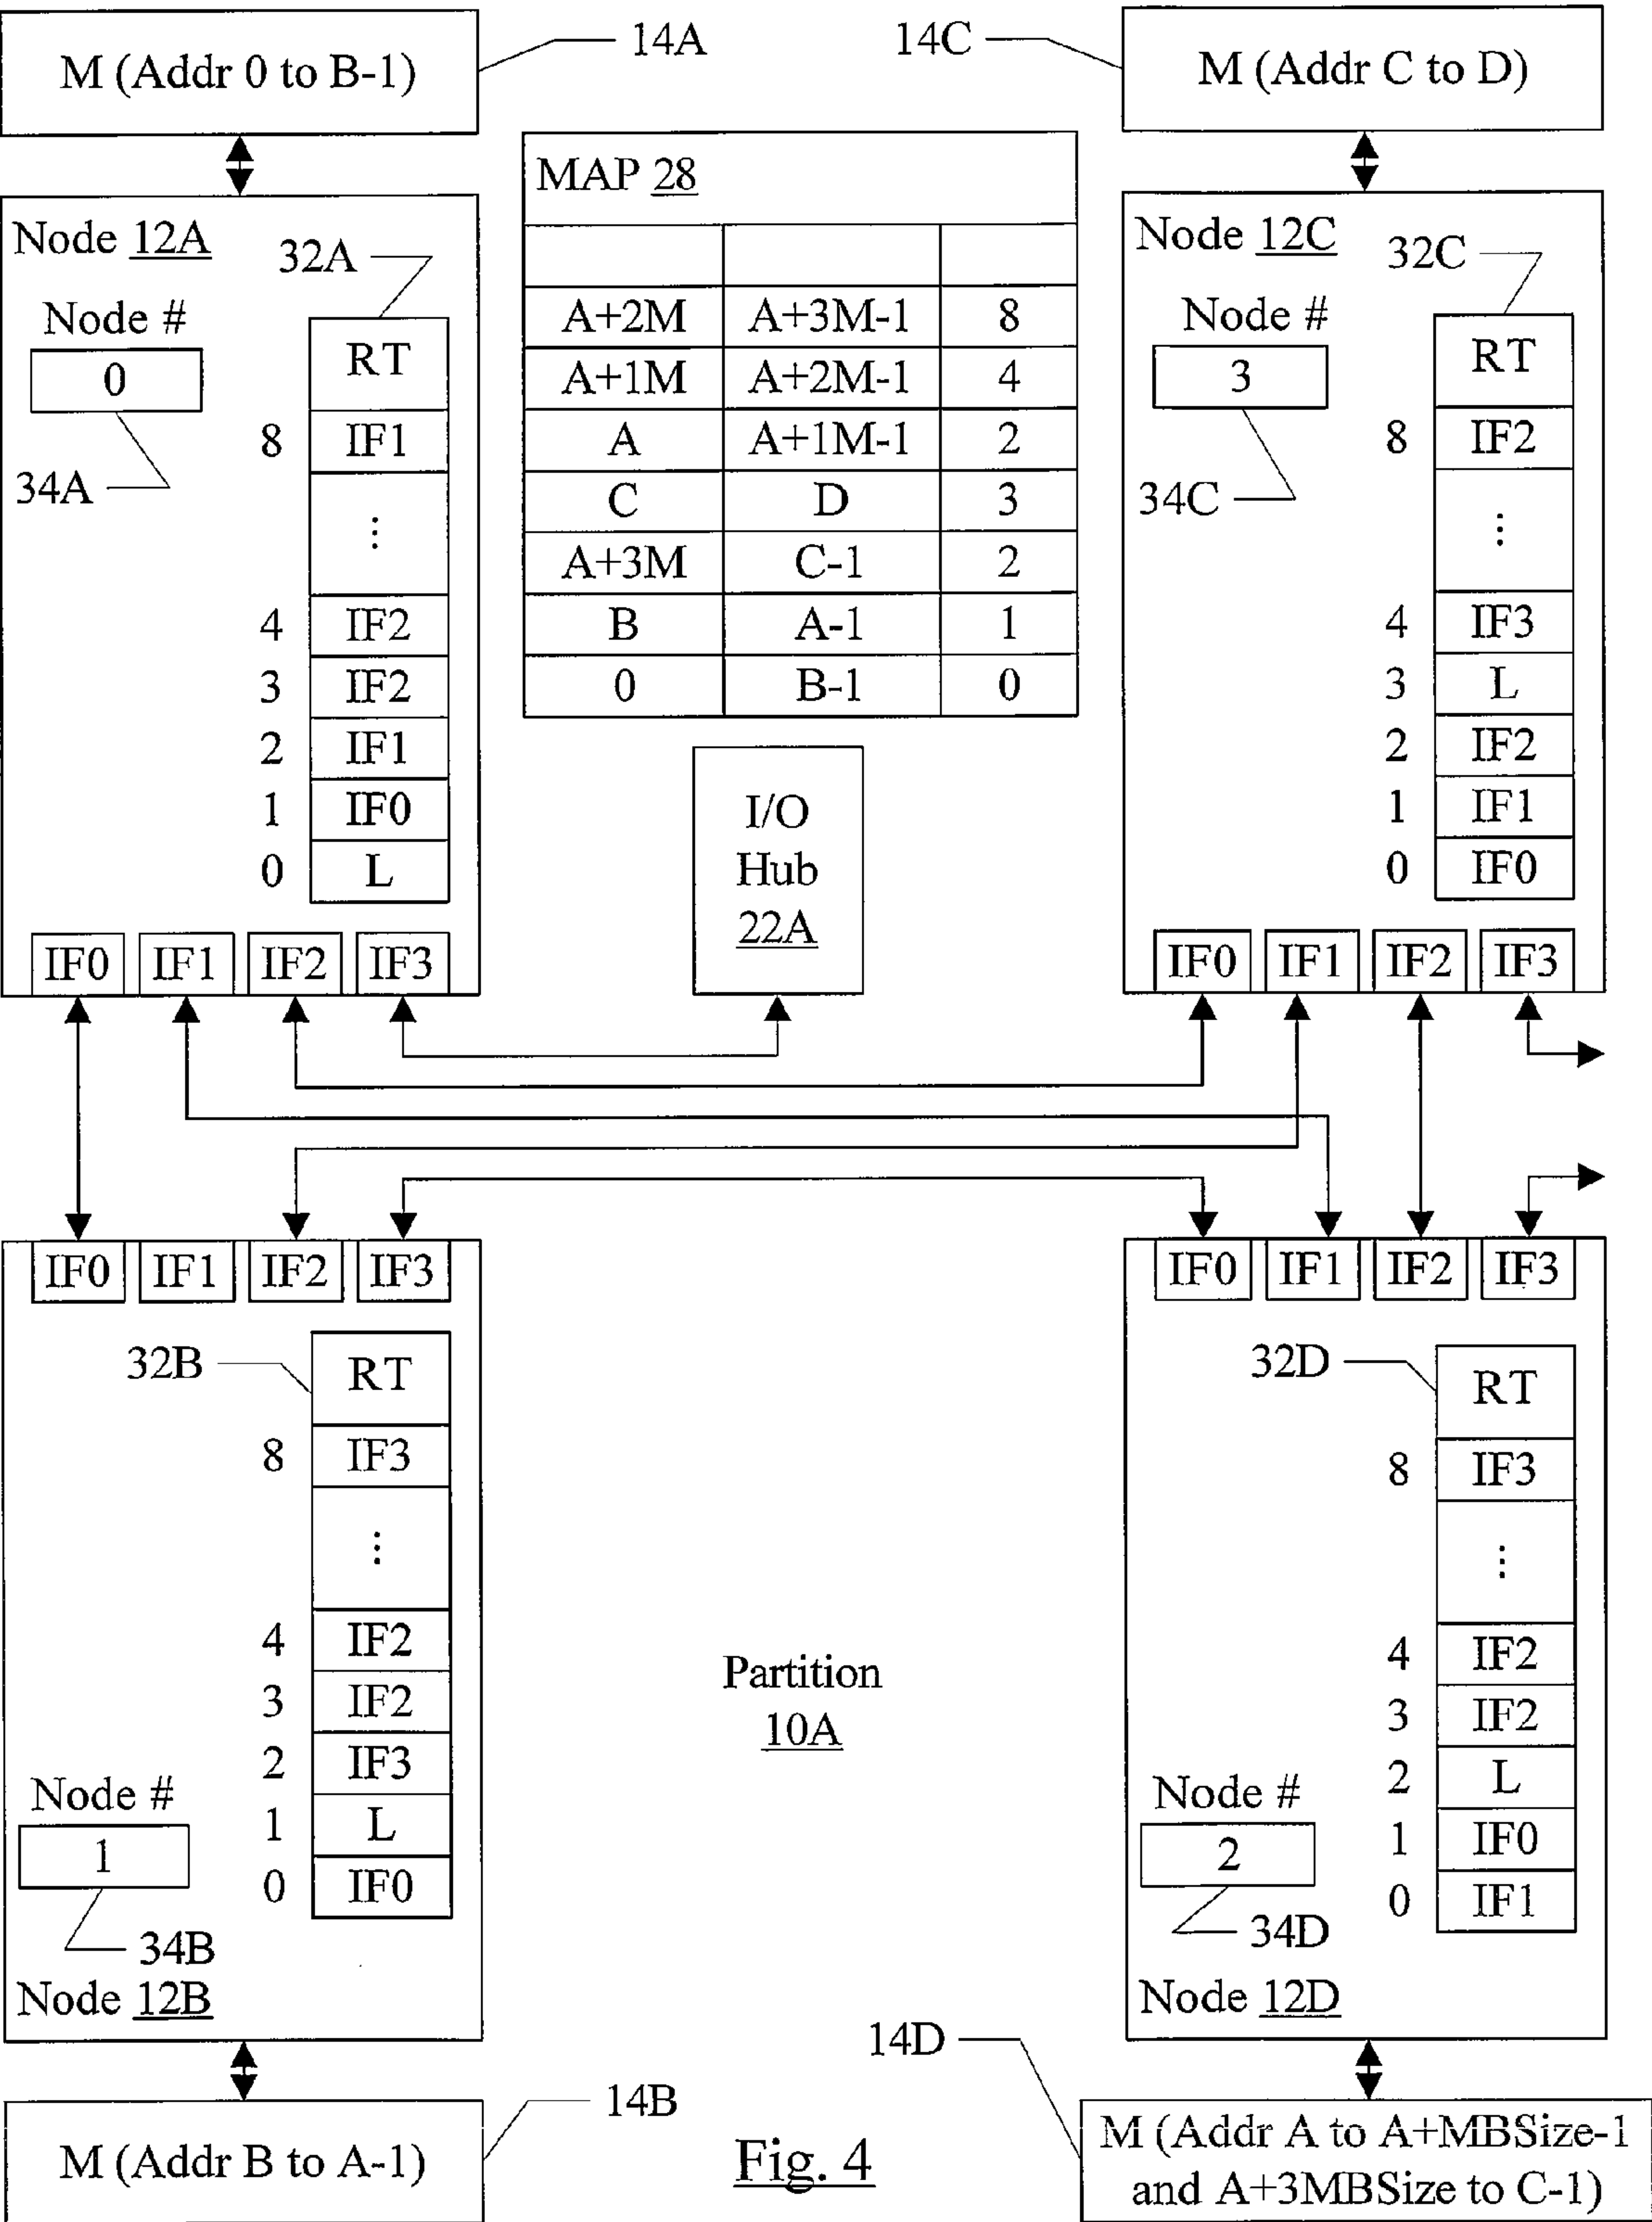 14A
14C
M (Addr 0 to B-1)
M (Addr C to D)
MAP 28
A+2M A+3M-1 8
A+1M A+2M-1 4
A A+1M-1 2
C D 3
A+3M C-1 2
B A-1 1
0 B-1 0
Node 12A
32A
Node #
0
34A
RT
8 IF1
⋮
4 IF2
3 IF2
2 IF1
1 IF0
0 L
IF0 IF1 IF2 IF3
I/O
Hub
22A
Node 12C
32C
Node #
3
34C
RT
8 IF2
⋮
4 IF3
3 L
2 IF2
1 IF1
0 IF0
IF0 IF1 IF2 IF3
IF0 IF1 IF2 IF3
32B
RT
8 IF3
⋮
4 IF2
3 IF2
2 IF3
1 L
0 IF0
Node #
1
34B
Node 12B
Partition
10A
IF0 IF1 IF2 IF3
32D
RT
8 IF3
⋮
4 IF2
3 IF2
2 L
1 IF0
0 IF1
Node #
2
34D
Node 12D
14B
14D
M (Addr B to A-1)
Fig. 4
M (Addr A to A+MBSize-1
and A+3MBSize to C-1)